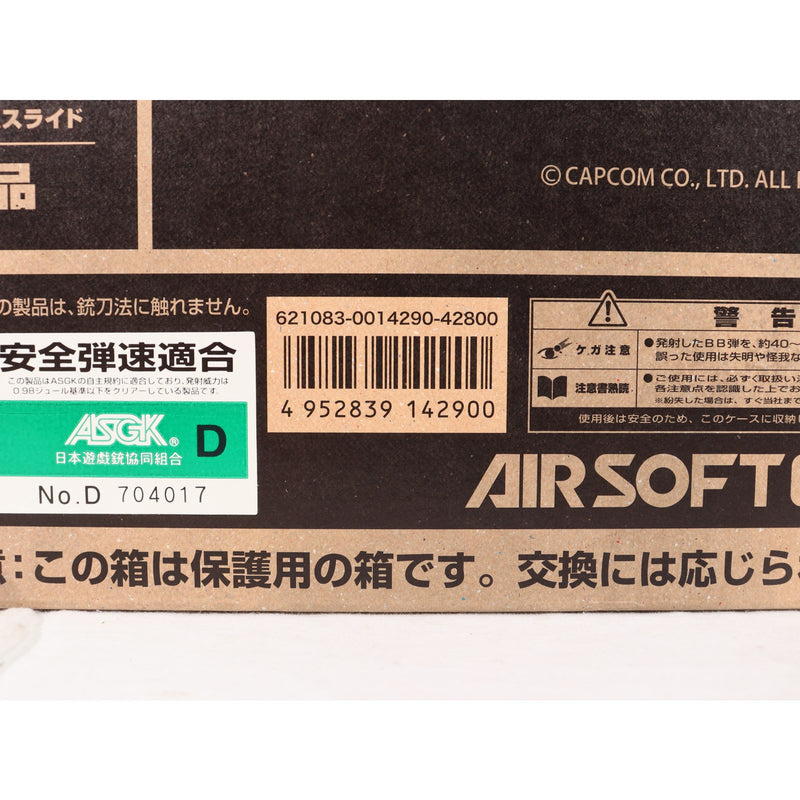 スライド
品
© CAPCOM CO., LTD. ALL
の製品は、銃刀法に触れません。
安全弾速適合
この製品はASGKの自主規約に適合しており、発射威力は
0.98ジュール基準以下をクリアーしている製品です。
ASGK® D
日本遊戯銃協同組合
No.D 704017
621083-0014290-42800
4 952839 142900
警告
ケガ注意
●発射したBB弾を、約40~
誤った使用は失明や怪我な
注意書熟読
●ご使用には、必ず取扱い注
各注意点を認識した上でお
※紛失した場合は、すぐ当社まで
使用後は安全のため、このケースに収納
AIRSOFT
意:この箱は保護用の箱です。交換には応じら